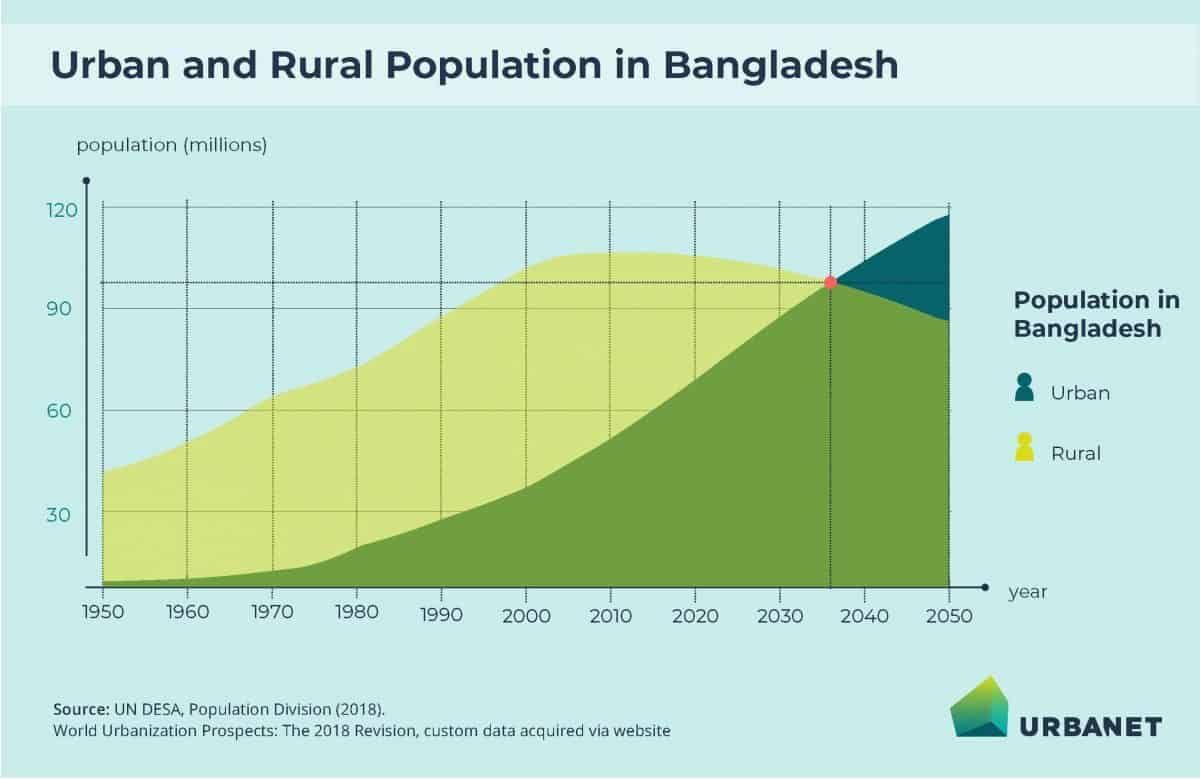 Urban and Rural Population in Bangladesh
population (millions)
120
90
60
30
1950 1960 1970 1980 1990 2000 2010 2020 2030 2040 2050
year
Population in
Bangladesh
Urban
Rural
Source: UN DESA, Population Division (2018).
World Urbanization Prospects: The 2018 Revision, custom data acquired via website
URBANET